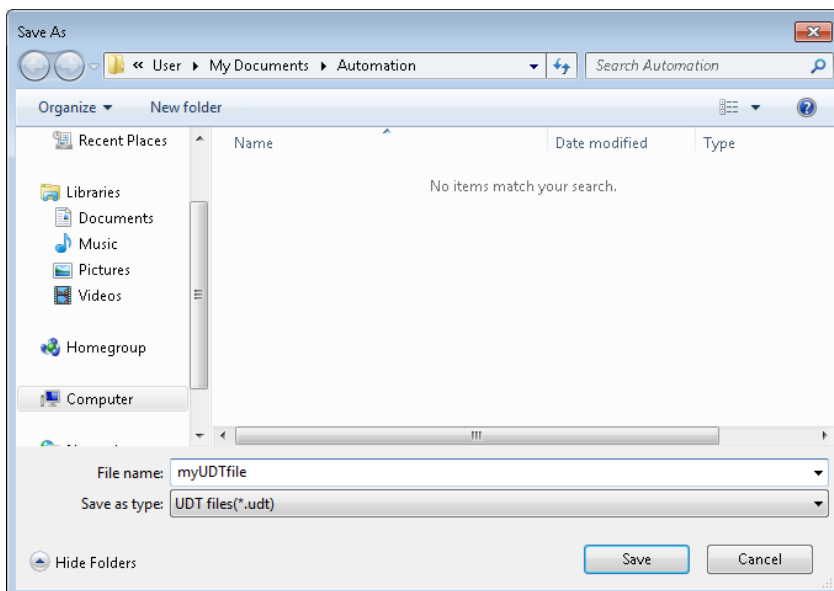 Save As
« User ▸ My Documents ▸ Automation
Search Automation
Organize ▾ New folder
Recent Places
Name Date modified Type
No items match your search.
Libraries
Documents
Music
Pictures
Videos
Homegroup
Computer
File name: myUDTfile
Save as type: UDT files(*.udt)
Hide Folders Save Cancel